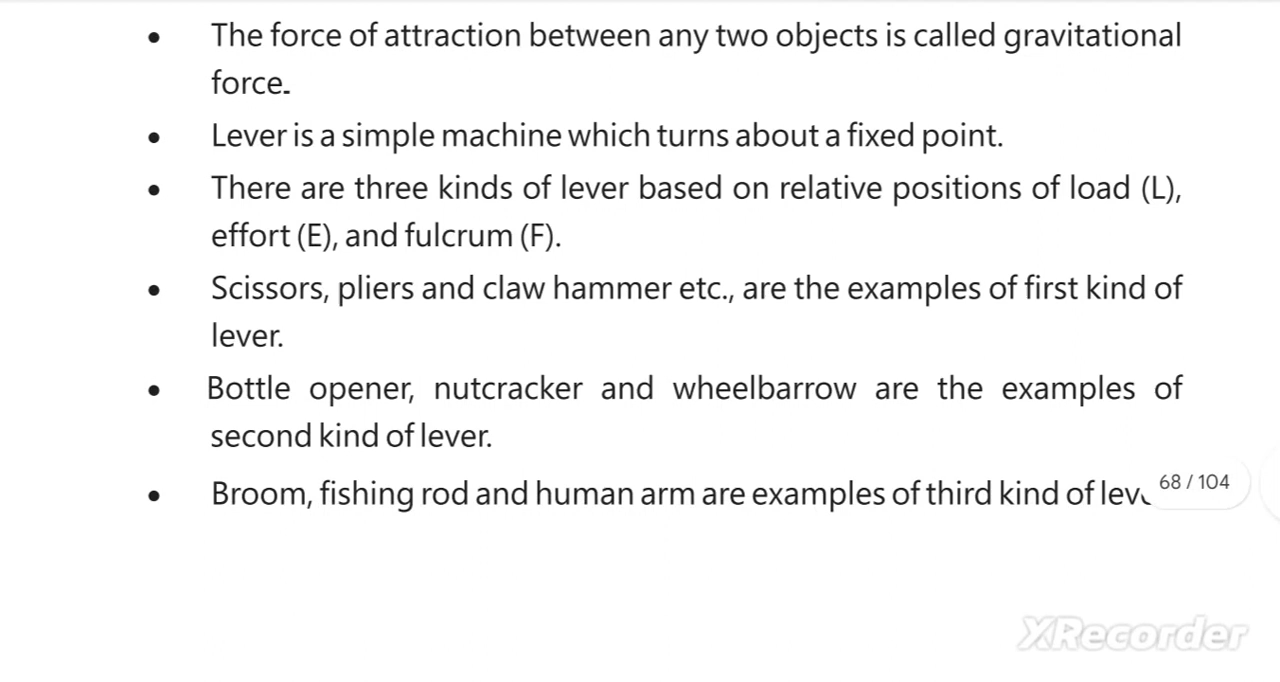 • The force of attraction between any two objects is called gravitational
force.
• Lever is a simple machine which turns about a fixed point.
• There are three kinds of lever based on relative positions of load (L),
effort (E), and fulcrum (F).
• Scissors, pliers and claw hammer etc., are the examples of first kind of
lever.
• Bottle opener, nutcracker and wheelbarrow are the examples of
second kind of lever.
• Broom, fishing rod and human arm are examples of third kind of
68 / 104
XRecorder